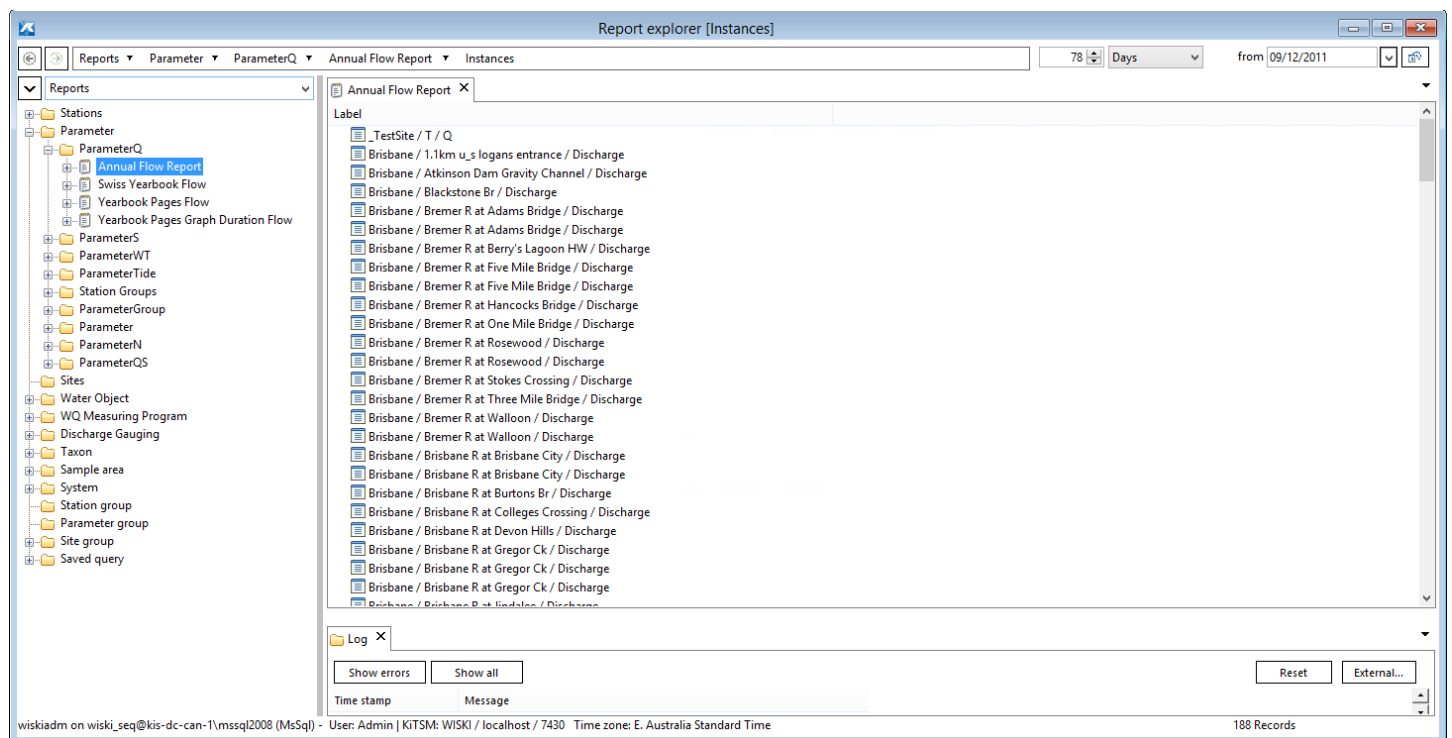 Report explorer [Instances]
Reports Parameter ParameterQ Annual Flow Report Instances 78 Days from 09/12/2011
Reports
Stations
Parameter
ParameterQ
Annual Flow Report
Swiss Yearbook Flow
Yearbook Pages Flow
Yearbook Pages Graph Duration Flow
ParameterS
ParameterWT
ParameterTide
Station Groups
ParameterGroup
Parameter
ParameterN
ParameterQS
Sites
Water Object
WQ Measuring Program
Discharge Gauging
Taxon
Sample area
System
Station group
Parameter group
Site group
Saved query
Annual Flow Report
Label
_TestSite / T / Q
Brisbane / 1.1km u_s logans entrance / Discharge
Brisbane / Atkinson Dam Gravity Channel / Discharge
Brisbane / Blackstone Br / Discharge
Brisbane / Bremer R at Adams Bridge / Discharge
Brisbane / Bremer R at Adams Bridge / Discharge
Brisbane / Bremer R at Berry's Lagoon HW / Discharge
Brisbane / Bremer R at Five Mile Bridge / Discharge
Brisbane / Bremer R at Five Mile Bridge / Discharge
Brisbane / Bremer R at Hancocks Bridge / Discharge
Brisbane / Bremer R at One Mile Bridge / Discharge
Brisbane / Bremer R at Rosewood / Discharge
Brisbane / Bremer R at Rosewood / Discharge
Brisbane / Bremer R at Stokes Crossing / Discharge
Brisbane / Bremer R at Three Mile Bridge / Discharge
Brisbane / Bremer R at Walloon / Discharge
Brisbane / Bremer R at Walloon / Discharge
Brisbane / Brisbane R at Brisbane City / Discharge
Brisbane / Brisbane R at Brisbane City / Discharge
Brisbane / Brisbane R at Burtons Br / Discharge
Brisbane / Brisbane R at Colleges Crossing / Discharge
Brisbane / Brisbane R at Devon Hills / Discharge
Brisbane / Brisbane R at Gregor Ck / Discharge
Brisbane / Brisbane R at Gregor Ck / Discharge
Brisbane / Brisbane R at Gregor Ck / Discharge
Brisbane / Brisbane R at Jindalee / Discharge
Log
Show errors Show all Reset External...
Time stamp Message
wiskiadm on wiski_seq@kis-dc-can-1\mssql2008 (MsSql) - User: Admin | KiTSM: WISKI / localhost / 7430 Time zone: E. Australia Standard Time 188 Records